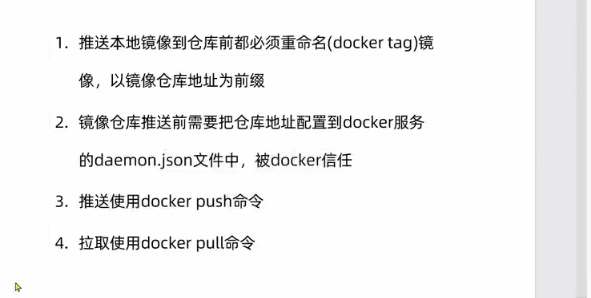 1. 推送本地镜像到仓库前都必须重命名(docker tag)镜
像，以镜像仓库地址为前缀
2. 镜像仓库推送前需要把仓库地址配置到docker服务
的daemon.json文件中，被docker信任
3. 推送使用docker push命令
4. 拉取使用docker pull命令